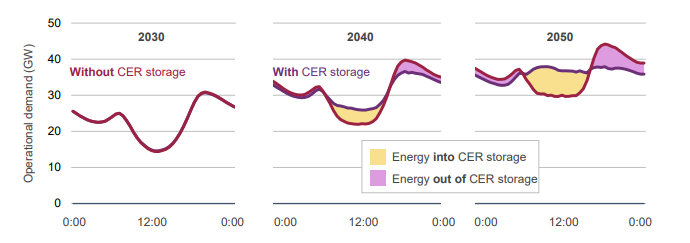 Operational demand (GW)
50
40
30
20
10
0
2030
2040
2050
Without CER storage
With CER storage
Energy into CER storage
Energy out of CER storage
0:00 12:00 0:00
0:00 12:00 0:00
0:00 12:00 0:00